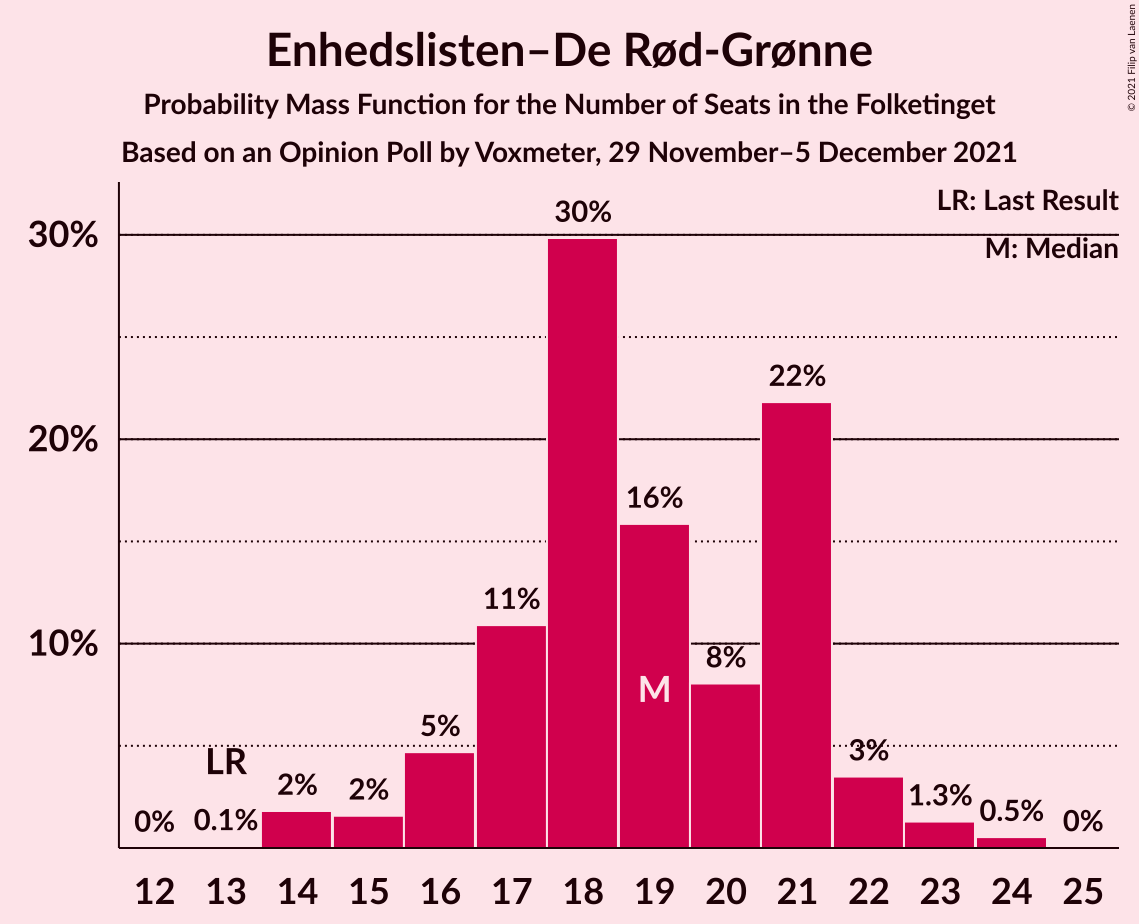 Enhedslisten–De Rød-Grønne
Probability Mass Function for the Number of Seats in the Folketinget
Based on an Opinion Poll by Voxmeter, 29 November–5 December 2021
© 2021 Filip van Laenen
LR: Last Result
M: Median
30%
20%
10%
0%
LR
0.1%
2%
2%
5%
11%
30%
16%
M
8%
22%
3%
1.3%
0.5%
0%
12 13 14 15 16 17 18 19 20 21 22 23 24 25